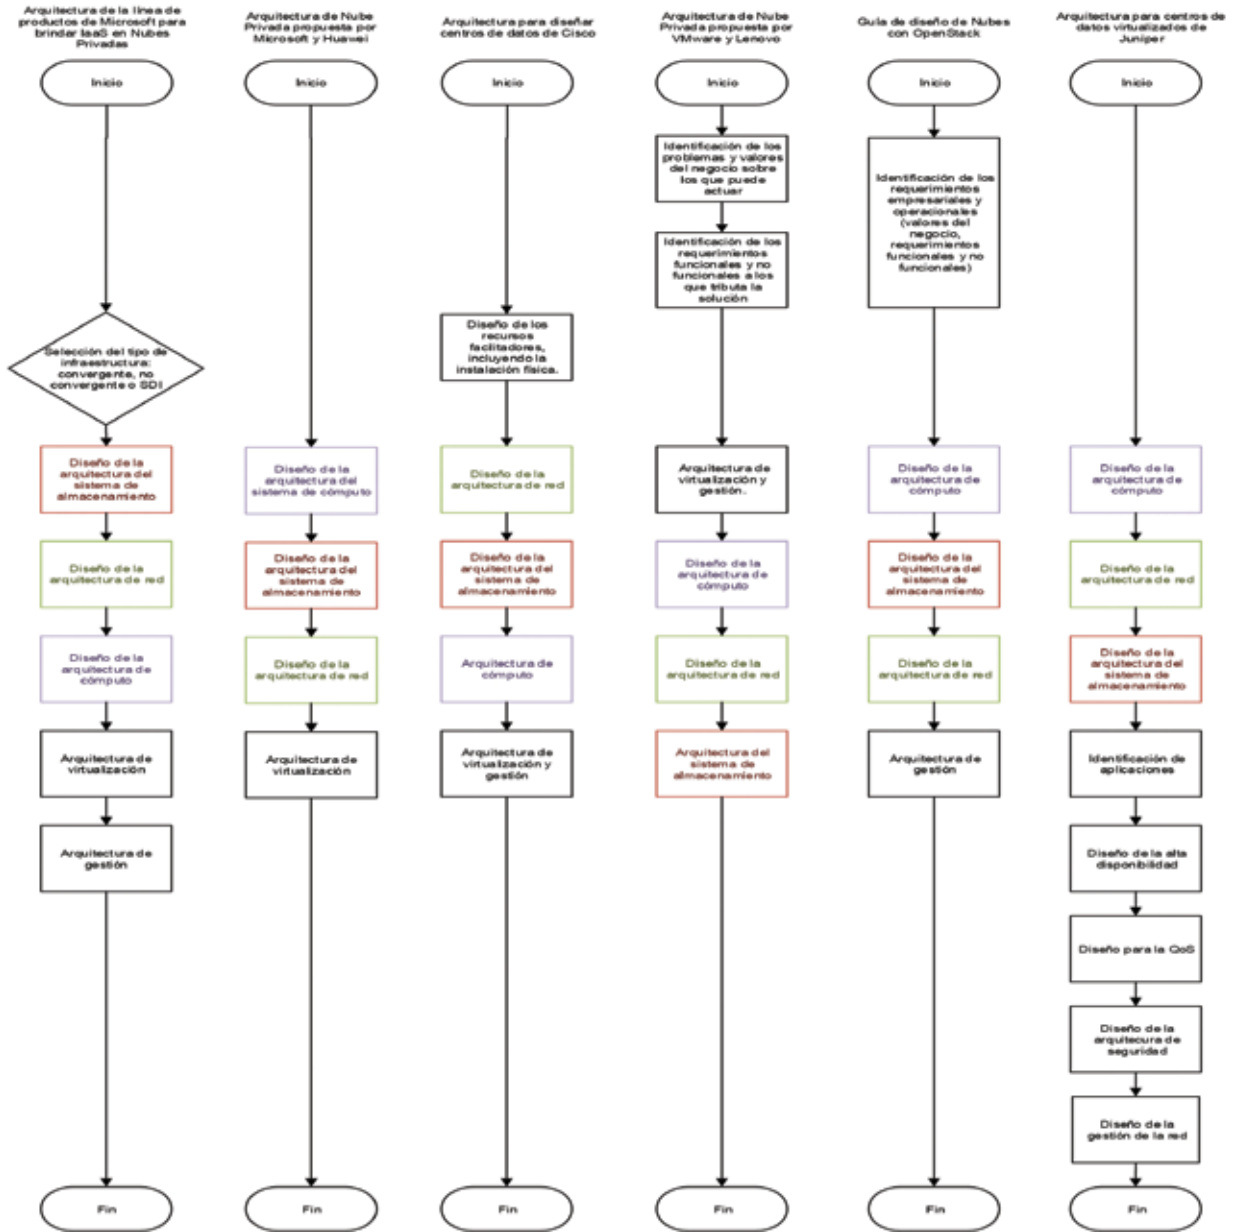 Arquitectura de la línea de
productos de Microsoft para
brindar IaaS en Nubes
Privadas
Inicio
Selección del tipo de
infraestructura:
convergente, no
convergente o SDI
Diseño de la
arquitectura del
sistema de
almacenamiento
Diseño de la
arquitectura de red
Diseño de la
arquitectura de
cómputo
Arquitectura de
virtualización
Arquitectura de
gestión
Fin
Arquitectura de Nube
Privada propuesta por
Microsoft y Huawei
Inicio
Diseño de la
arquitectura del
sistema de cómputo
Diseño de la
arquitectura del
sistema de
almacenamiento
Diseño de la
arquitectura de red
Arquitectura de
virtualización
Fin
Arquitectura para diseñar
centros de datos de Cisco
Inicio
Diseño de los
recursos
facilitadores,
incluyendo la
instalación física.
Diseño de la
arquitectura de red
Diseño de la
arquitectura del
sistema de
almacenamiento
Arquitectura de
cómputo
Arquitectura de
virtualización y
gestión
Fin
Arquitectura de Nube
Privada propuesta por
VMware y Lenovo
Inicio
Identificación de los
problemas y valores
del negocio sobre
los que puede
actuar
Identificación de los
requerimientos
funcionales y no
funcionales a los
que tributa la
solución
Arquitectura de
virtualización y
gestión.
Diseño de la
arquitectura de
cómputo
Diseño de la
arquitectura de red
Arquitectura del
sistema de
almacenamiento
Fin
Guía de diseño de Nubes
con OpenStack
Inicio
Identificación de los
requerimientos
empresariales y
operacionales
(valores del
negocio,
requerimientos
funcionales y no
funcionales)
Diseño de la
arquitectura de
cómputo
Diseño de la
arquitectura del
sistema de
almacenamiento
Diseño de la
arquitectura de red
Arquitectura de
gestión
Fin
Arquitectura para centros de
datos virtualizados de
Juniper
Inicio
Diseño de la
arquitectura de
cómputo
Diseño de la
arquitectura de red
Diseño de la
arquitectura del
sistema de
almacenamiento
Identificación de
aplicaciones
Diseño de la alta
disponibilidad
Diseño para la QoS
Diseño de la
arquitecura de
seguridad
Diseño de la
gestión de la red
Fin